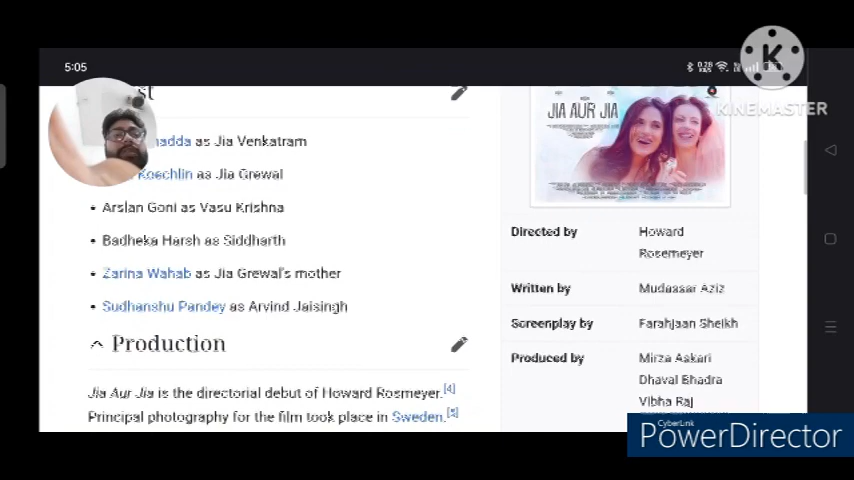 5:05
st
JIA AUR JIA
KINEMASTER
hadda as Jia Venkatram
Koechlin as Jia Grewal
• Arslan Goni as Vasu Krishna
• Badheka Harsh as Siddharth
• Zarina Wahab as Jia Grewal's mother
• Sudhanshu Pandey as Arvind Jaisingh
Production
Jia Aur Jia is the directorial debut of Howard Rosmeyer.[4]
Principal photography for the film took place in Sweden.[5]
Directed by Howard
Rosemeyer
Written by Mudassar Aziz
Screenplay by Farahjaan Sheikh
Produced by Mirza Askari
Dhaval Bhadra
Vibha Raj
CyberLink
PowerDirector